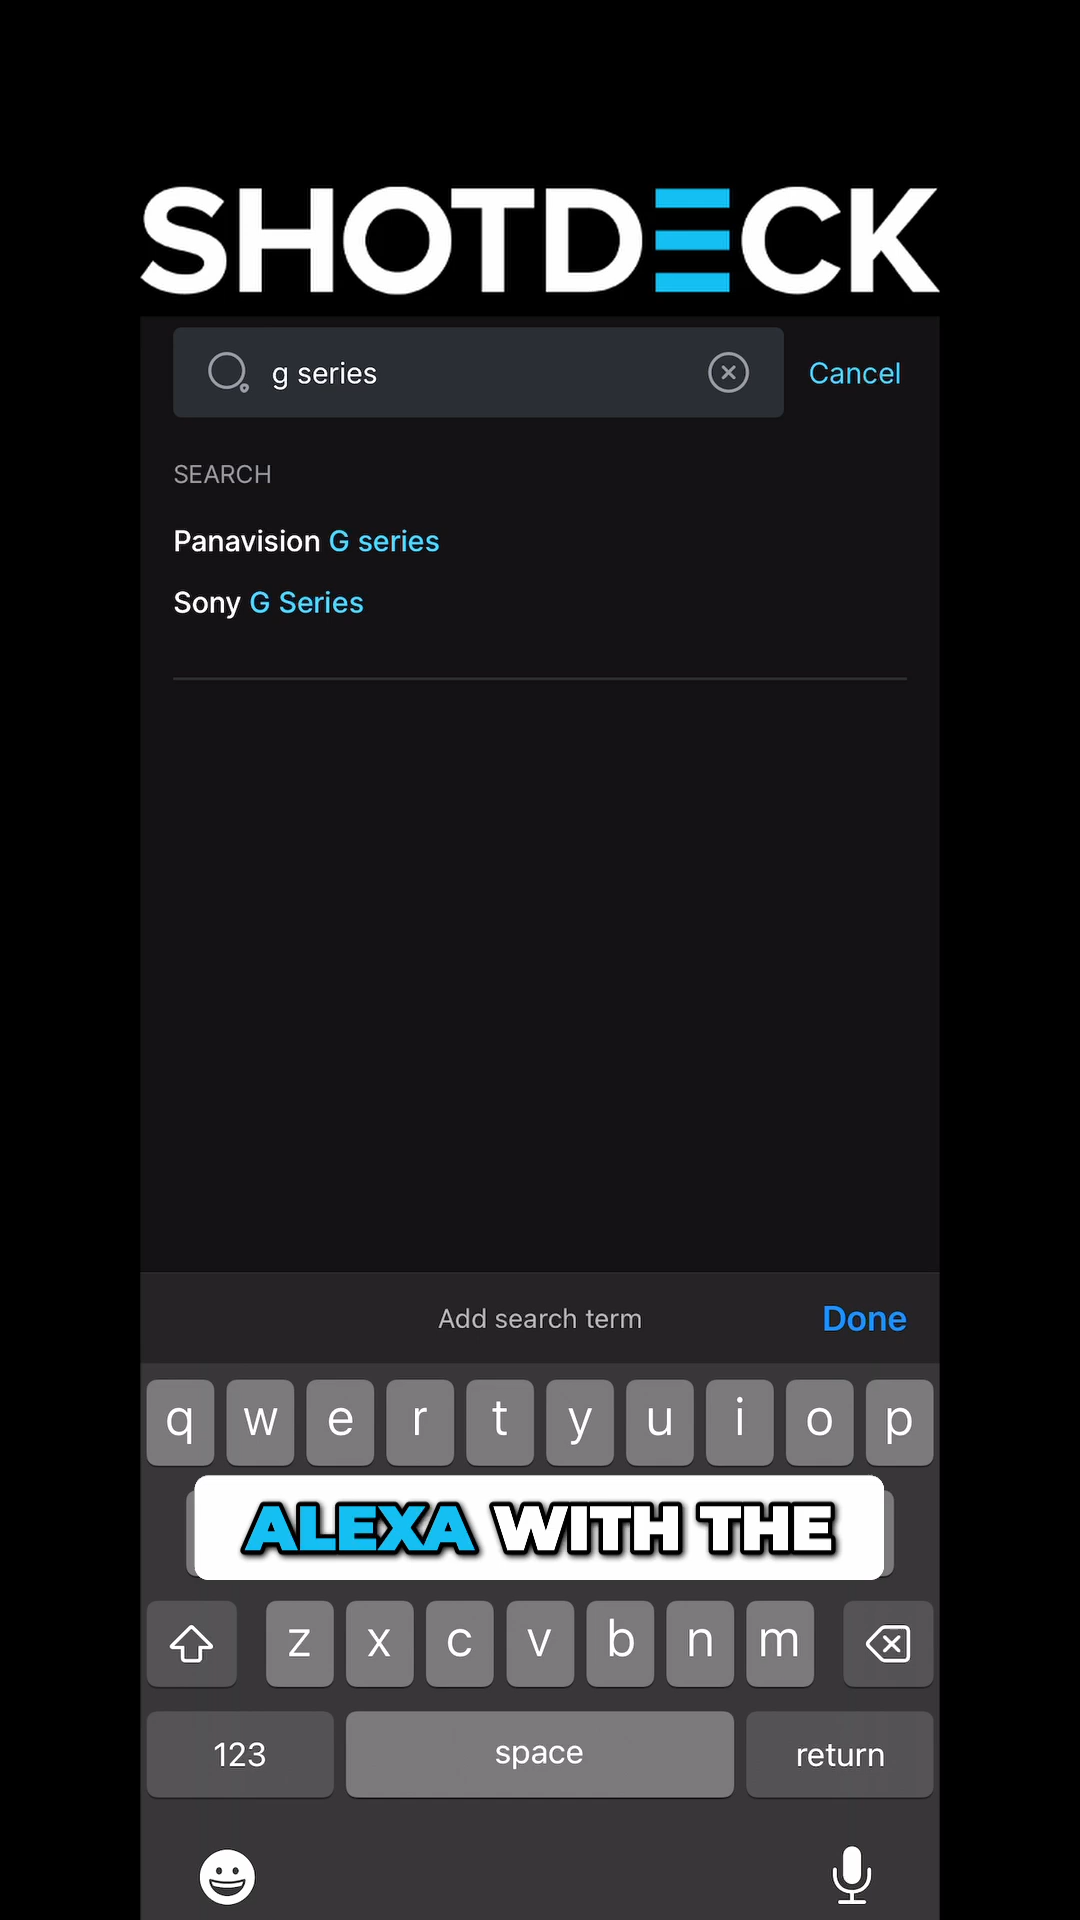 SHOTDECK
g series
Cancel
SEARCH
Panavision G series
Sony G Series
Add search term
Done
q w e r t y u i o p
ALEXA WITH THE
z x c v b n m
123
space
return